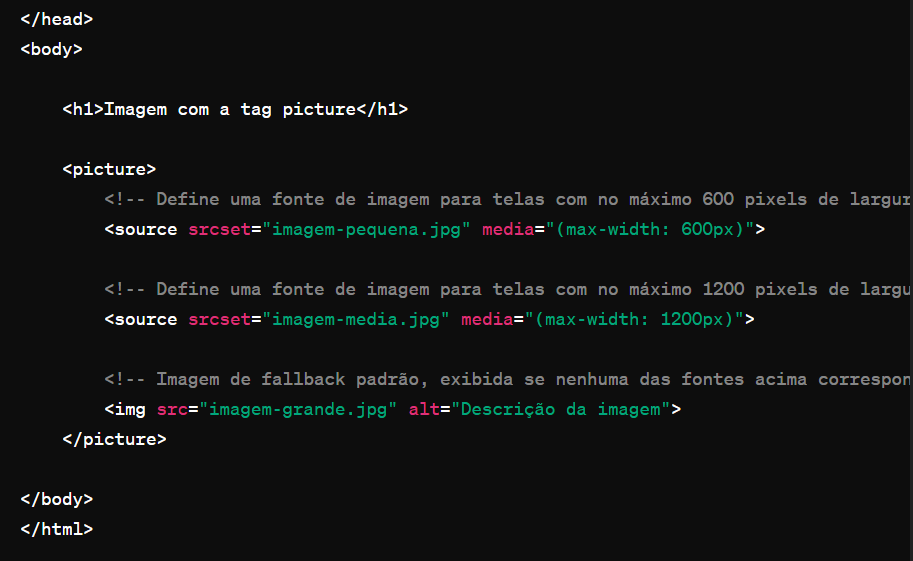 </head>
<body>
<h1>Imagem com a tag picture</h1>
<picture>
<!-- Define uma fonte de imagem para telas com no máximo 600 pixels de largur
<source srcset="imagem-pequena.jpg" media="(max-width: 600px)">
<!-- Define uma fonte de imagem para telas com no máximo 1200 pixels de largu
<source srcset="imagem-media.jpg" media="(max-width: 1200px)">
<!-- Imagem de fallback padrão, exibida se nenhuma das fontes acima correspon
<img src="imagem-grande.jpg" alt="Descrição da imagem">
</picture>
</body>
</html>